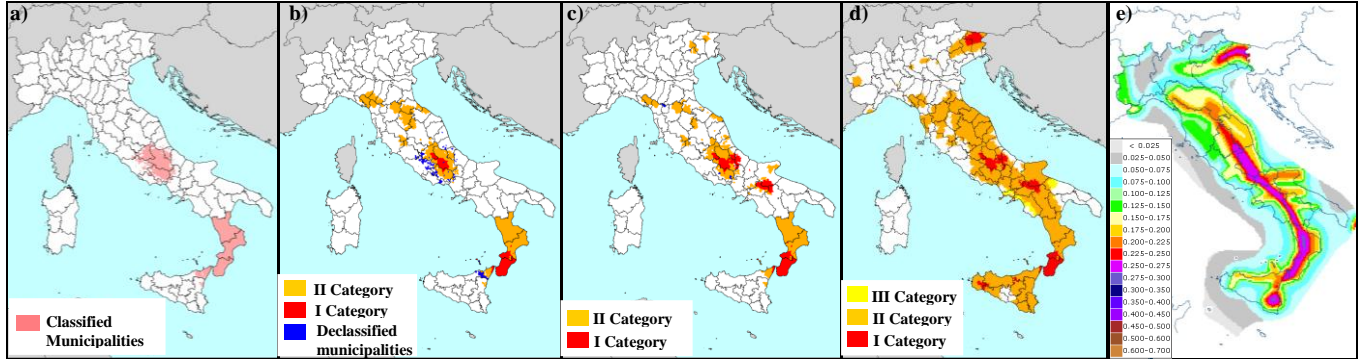 a)
Classified
Municipalities
b)
II Category
I Category
Declassified
municipalities
c)
II Category
I Category
d)
III Category
II Category
I Category
e)
< 0.025
0.025-0.050
0.050-0.075
0.075-0.100
0.100-0.125
0.125-0.150
0.150-0.175
0.175-0.200
0.200-0.225
0.225-0.250
0.250-0.275
0.275-0.300
0.300-0.350
0.350-0.400
0.400-0.450
0.450-0.500
0.500-0.600
0.600-0.700